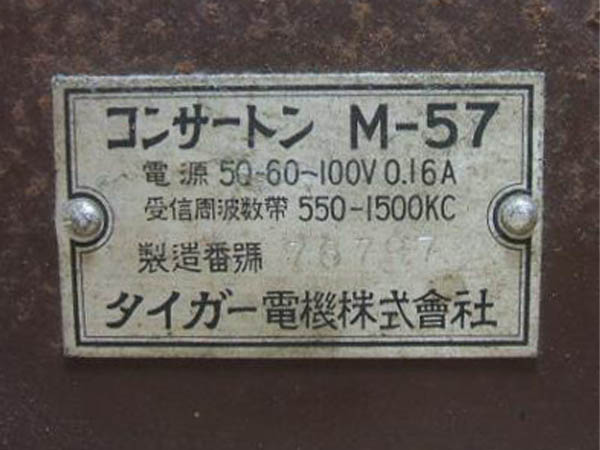 コンサートン M-57
電源 50-60~100V 0.16A
受信周波数帯 550-1500KC
製造番號
タイガー電機株式會社